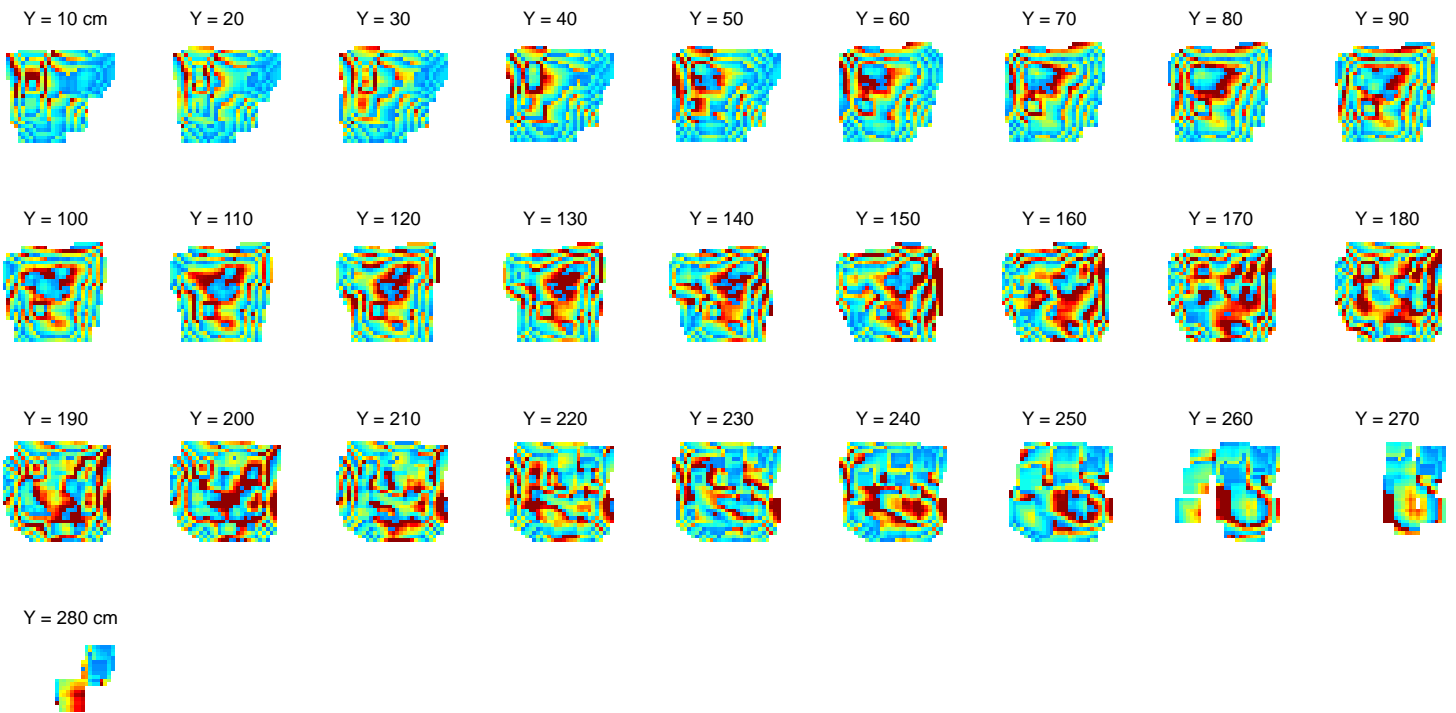 Y = 10 cm
Y = 20
Y = 30
Y = 40
Y = 50
Y = 60
Y = 70
Y = 80
Y = 90
Y = 100
Y = 110
Y = 120
Y = 130
Y = 140
Y = 150
Y = 160
Y = 170
Y = 180
Y = 190
Y = 200
Y = 210
Y = 220
Y = 230
Y = 240
Y = 250
Y = 260
Y = 270
Y = 280 cm